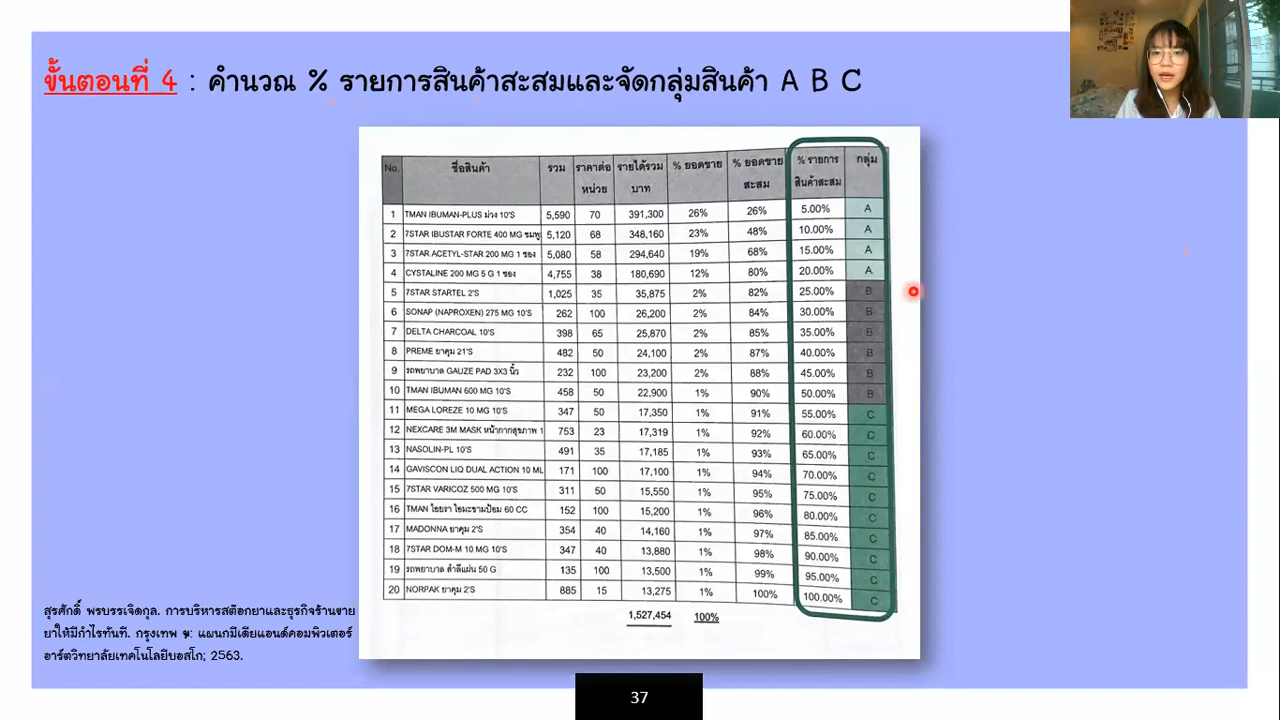 ขั้นตอนที่ 4 : คำนวณ % รายการสินค้าสะสมและจัดกลุ่มสินค้า A B C
No. ชื่อสินค้า รวม ราคาต่อหน่วย รายได้รวม บาท % ยอดขาย % ยอดขายสะสม % รายการสินค้าสะสม กลุ่ม
1 TMAN IBUMAN-PLUS ม่วง 10'S 5,590 70 391,300 26% 26% 5.00% A
2 7STAR IBUSTAR FORTE 400 MG ชมพู 5,120 68 348,160 23% 48% 10.00% A
3 7STAR ACETYL-STAR 200 MG 1 ซอง 5,080 58 294,640 19% 68% 15.00% A
4 CYSTALINE 200 MG 5 G 1 ซอง 4,755 38 180,690 12% 80% 20.00% A
5 7STAR STARTEL 2'S 1,025 35 35,875 2% 82% 25.00% B
6 SONAP (NAPROXEN) 275 MG 10'S 262 100 26,200 2% 84% 30.00% B
7 DELTA CHARCOAL 10'S 398 65 25,870 2% 85% 35.00% B
8 PREME ยาคุม 21'S 482 50 24,100 2% 87% 40.00% B
9 รถพยาบาล GAUZE PAD 3X3 นิ้ว 232 100 23,200 2% 88% 45.00% B
10 TMAN IBUMAN 600 MG 10'S 458 50 22,900 1% 90% 50.00% B
11 MEGA LOREZE 10 MG 10'S 347 50 17,350 1% 91% 55.00% C
12 NEXCARE 3M MASK หน้ากากสุขภาพ 1 753 23 17,319 1% 92% 60.00% C
13 NASOLIN-PL 10'S 491 35 17,185 1% 93% 65.00% C
14 GAVISCON LIQ DUAL ACTION 10 ML 171 100 17,100 1% 94% 70.00% C
15 7STAR VARICOZ 500 MG 10'S 311 50 15,550 1% 95% 75.00% C
16 TMAN ไอยรา ไอมะขามป้อม 60 CC 152 100 15,200 1% 96% 80.00% C
17 MADONNA ยาคุม 2'S 354 40 14,160 1% 97% 85.00% C
18 7STAR DOM-M 10 MG 10'S 347 40 13,880 1% 98% 90.00% C
19 รถพยาบาล สำลีแผ่น 50 G 135 100 13,500 1% 99% 95.00% C
20 NORPAK ยาคุม 2'S 885 15 13,275 1% 100% 100.00% C
1,527,454 100%
สุรศักดิ์ พรบรรเจิดกุล. การบริหารสต๊อกยาและธุรกิจร้านขาย
ยาให้มีกำไรทันที. กรุงเทพ ฯ: แผนกมีเดียแอนด์คอมพิวเตอร์
อาร์ตวิทยาลัยเทคโนโลยีบอสโก; 2563.
37